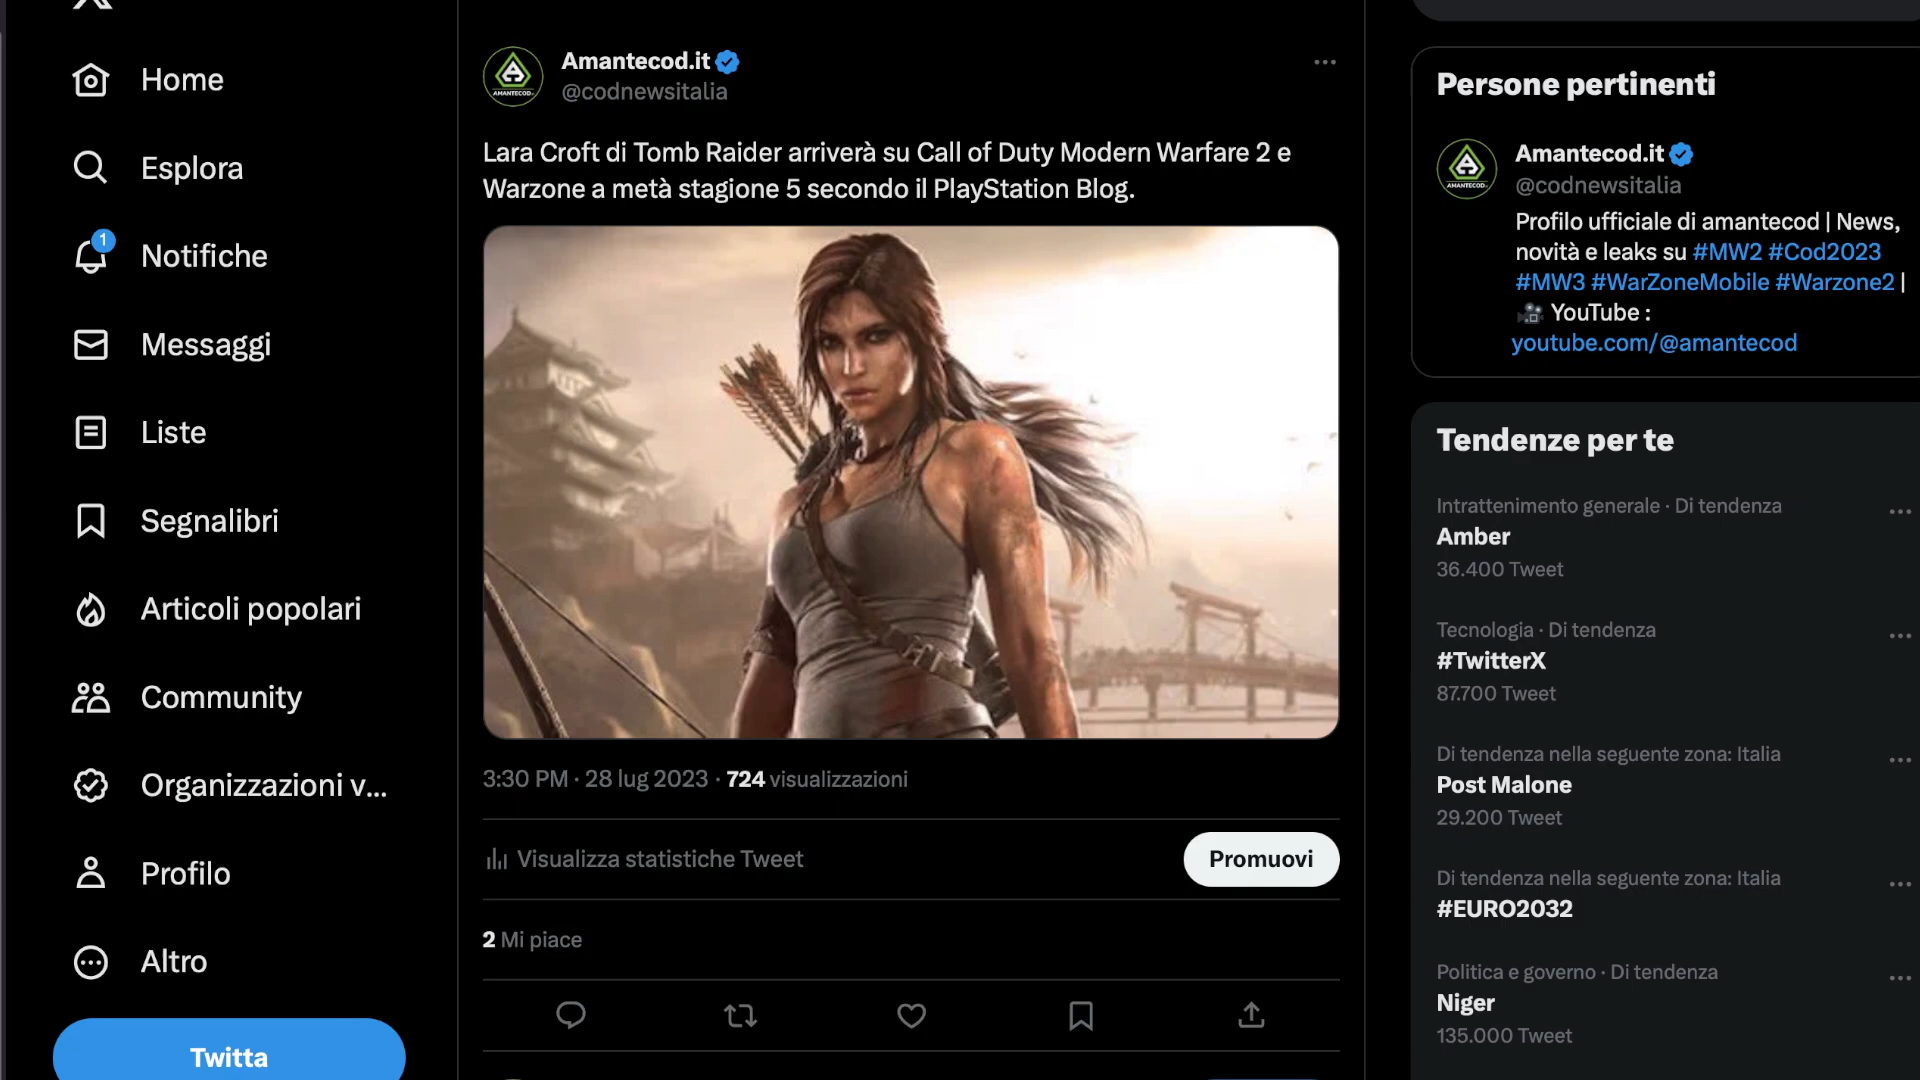 Home
Esplora
1
Notifiche
Messaggi
Liste
Segnalibri
Articoli popolari
Community
Organizzazioni v...
Profilo
Altro
Twitta
AMANTECOD
Amantecod.it
@codnewsitalia
Lara Croft di Tomb Raider arriverà su Call of Duty Modern Warfare 2 e
Warzone a metà stagione 5 secondo il PlayStation Blog.
3:30 PM · 28 lug 2023 · 724 visualizzazioni
Visualizza statistiche Tweet
Promuovi
2 Mi piace
Persone pertinenti
AMANTECOD
Amantecod.it
@codnewsitalia
Profilo ufficiale di amantecod | News,
novità e leaks su #MW2 #Cod2023
#MW3 #WarZoneMobile #Warzone2 |
YouTube :
youtube.com/@amantecod
Tendenze per te
Intrattenimento generale · Di tendenza
Amber
36.400 Tweet
Tecnologia · Di tendenza
#TwitterX
87.700 Tweet
Di tendenza nella seguente zona: Italia
Post Malone
29.200 Tweet
Di tendenza nella seguente zona: Italia
#EURO2032
Politica e governo · Di tendenza
Niger
135.000 Tweet